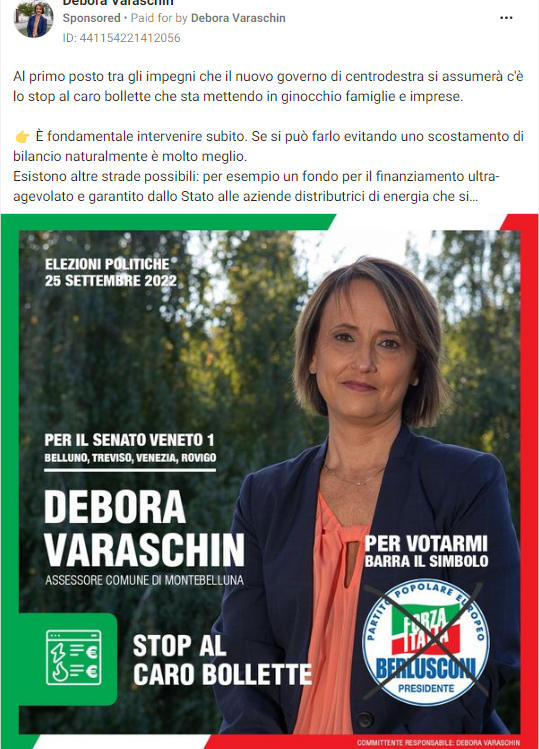 Debora Varaschin
Sponsored • Paid for by Debora Varaschin
ID: 441154221412056
Al primo posto tra gli impegni che il nuovo governo di centrodestra si assumerà c'è
lo stop al caro bollette che sta mettendo in ginocchio famiglie e imprese.
👉 È fondamentale intervenire subito. Se si può farlo evitando uno scostamento di
bilancio naturalmente è molto meglio.
Esistono altre strade possibili: per esempio un fondo per il finanziamento ultra-
agevolato e garantito dallo Stato alle aziende distributrici di energia che si...
ELEZIONI POLITICHE
25 SETTEMBRE 2022
PER IL SENATO VENETO 1
BELLUNO, TREVISO, VENEZIA, ROVIGO
DEBORA
VARASCHIN
ASSESSORE COMUNE DI MONTEBELLUNA
PER VOTARMI
BARRA IL SIMBOLO
PARTITO POPOLARE EUROPEO
FORZA
ITALIA
BERLUSCONI
PRESIDENTE
STOP AL
CARO BOLLETTE
COMMITTENTE RESPONSABILE: DEBORA VARASCHIN